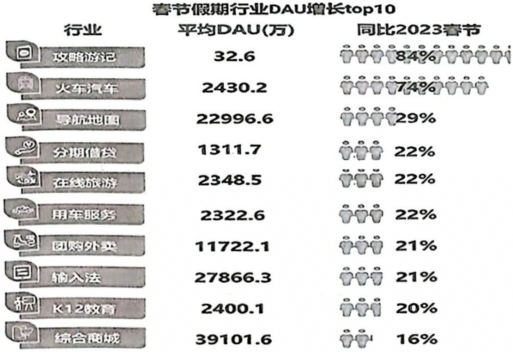 春节假期行业DAU增长top10
行业 平均DAU(万) 同比2023春节
攻略游记 32.6 84%
火车汽车 2430.2 74%
导航地图 22996.6 29%
分期借贷 1311.7 22%
在线旅游 2348.5 22%
用车服务 2322.6 22%
团购外卖 11722.1 21%
输入法 27866.3 21%
K12教育 2400.1 20%
综合商城 39101.6 16%